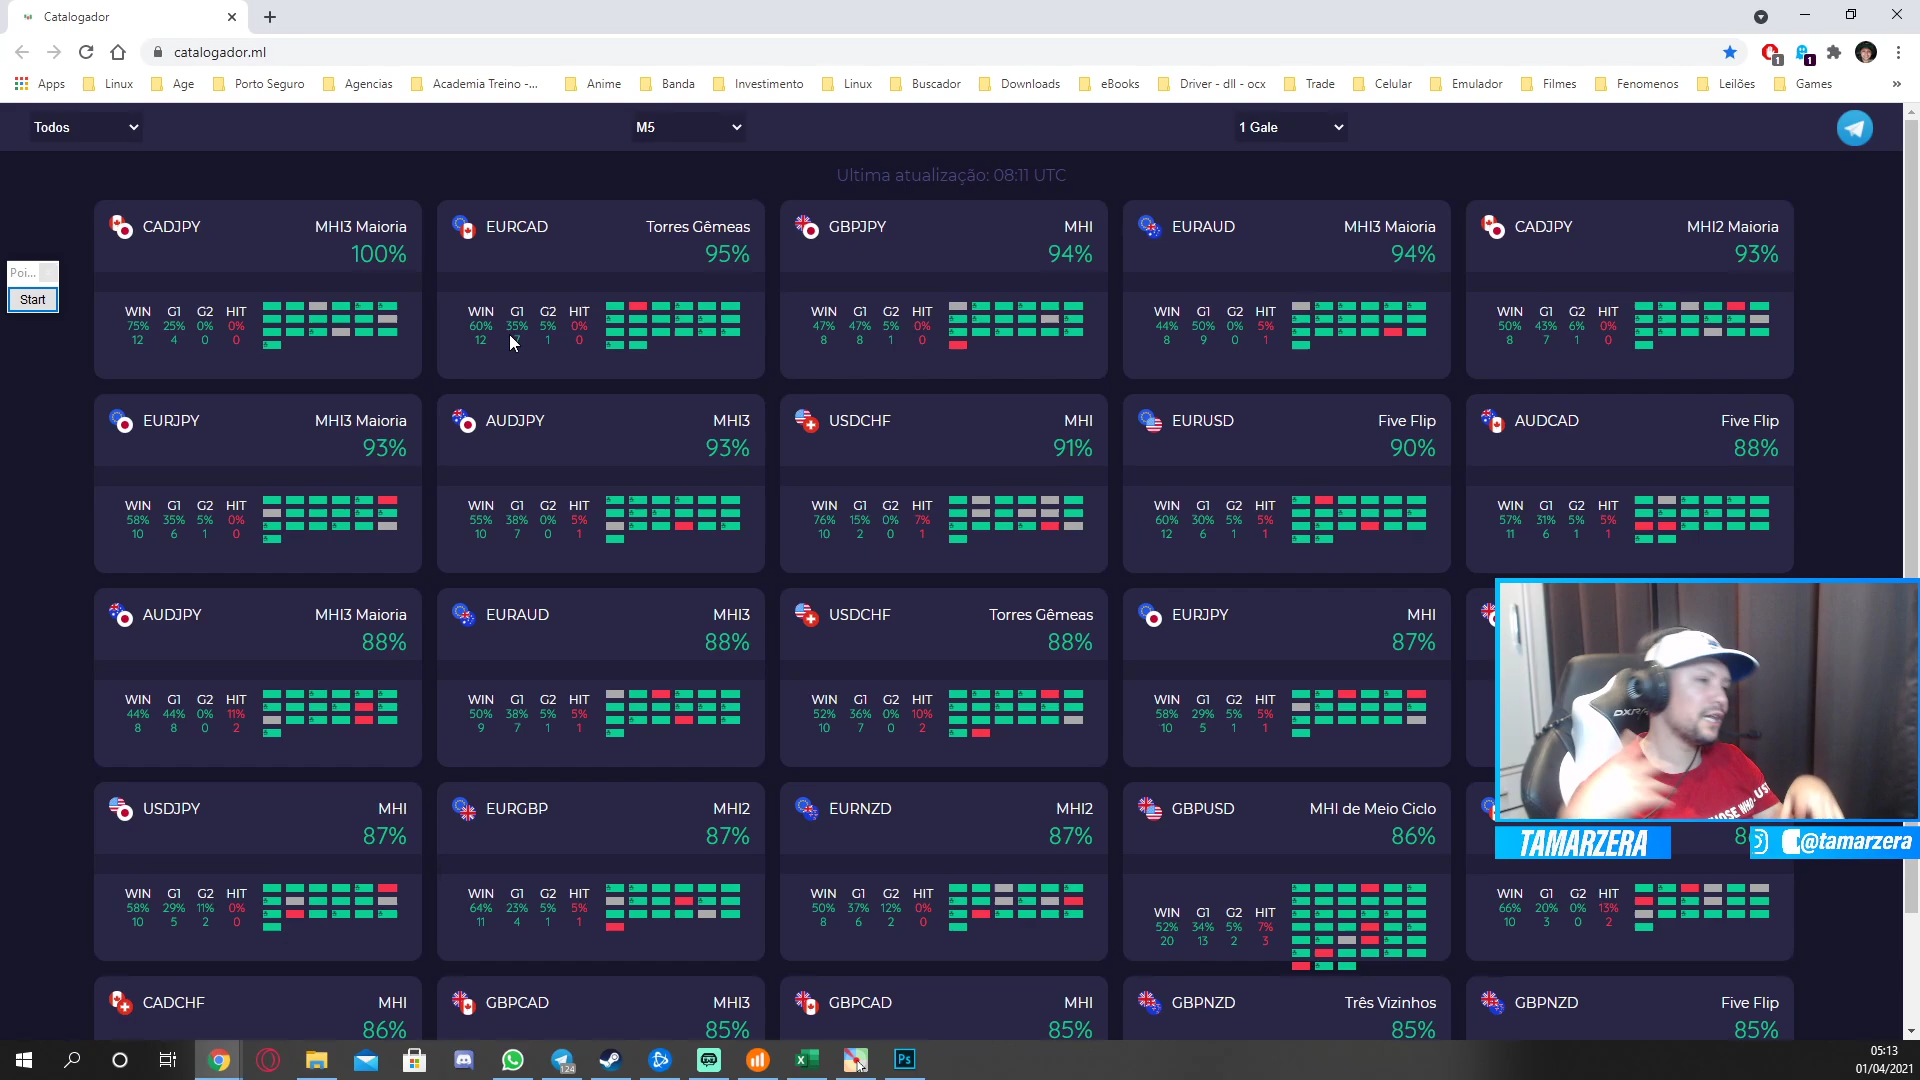 Catalogador
catalogador.ml
1
1
Apps Linux Age Porto Seguro Agencias Academia Treino -... Anime Banda Investimento Linux Buscador Downloads eBooks Driver - dll - ocx Trade Celular Emulador Filmes Fenomenos Leilões Games »
Todos M5 1 Gale
Ultima atualização: 08:11 UTC
Poi...
Start
CADJPY MHI3 Maioria
100%
WIN G1 G2 HIT
75% 25% 0% 0%
12 4 0 0
EURCAD Torres Gêmeas
95%
WIN G1 G2 HIT
60% 35% 5% 0%
12 1 0
GBPJPY MHI
94%
WIN G1 G2 HIT
47% 47% 5% 0%
8 8 1 0
EURAUD MHI3 Maioria
94%
WIN G1 G2 HIT
44% 50% 0% 5%
8 9 0 1
CADJPY MHI2 Maioria
93%
WIN G1 G2 HIT
50% 43% 6% 0%
8 7 1 0
EURJPY MHI3 Maioria
93%
WIN G1 G2 HIT
58% 35% 5% 0%
10 6 1 0
AUDJPY MHI3
93%
WIN G1 G2 HIT
55% 38% 0% 5%
10 7 0 1
USDCHF MHI
91%
WIN G1 G2 HIT
76% 15% 0% 7%
10 2 0 1
EURUSD Five Flip
90%
WIN G1 G2 HIT
60% 30% 5% 5%
12 6 1 1
AUDCAD Five Flip
88%
WIN G1 G2 HIT
57% 31% 5% 5%
11 6 1 1
AUDJPY MHI3 Maioria
88%
WIN G1 G2 HIT
44% 44% 0% 11%
8 8 0 2
EURAUD MHI3
88%
WIN G1 G2 HIT
50% 38% 5% 5%
9 7 1 1
USDCHF Torres Gêmeas
88%
WIN G1 G2 HIT
52% 36% 0% 10%
10 7 0 2
EURJPY MHI
87%
WIN G1 G2 HIT
58% 29% 5% 5%
10 5 1 1
USDJPY MHI
87%
WIN G1 G2 HIT
58% 29% 11% 0%
10 5 2 0
EURGBP MHI2
87%
WIN G1 G2 HIT
64% 23% 5% 5%
11 4 1 1
EURNZD MHI2
87%
WIN G1 G2 HIT
50% 37% 12% 0%
8 6 2 0
GBPUSD MHI de Meio Ciclo
86%
WIN G1 G2 HIT
52% 34% 5% 7%
20 13 2 3
WIN G1 G2 HIT
66% 20% 0% 13%
10 3 0 2
DXRA
TAMARZERA
@tamarzera
CADCHF MHI
86%
GBPCAD MHI3
85%
GBPCAD MHI
85%
GBPNZD Três Vizinhos
85%
GBPNZD Five Flip
85%
124
Ps
05:13
01/04/2021